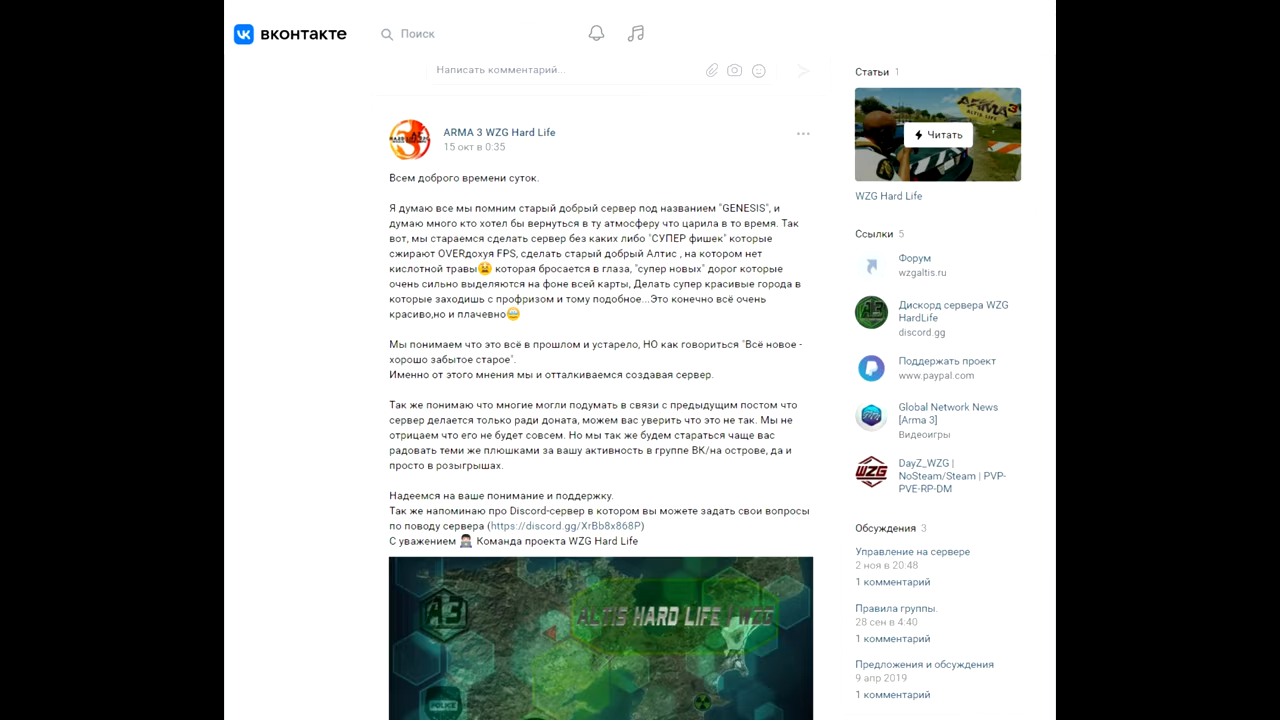 вконтакте
Поиск
Написать комментарий...
ARMA 3 WZG Hard Life
15 окт в 0:35
Всем доброго времени суток.
Я думаю все мы помним старый добрый сервер под названием "GENESIS", и
думаю много кто хотел бы вернуться в ту атмосферу что царила в то время. Так
вот, мы стараемся сделать сервер без каких либо "СУПЕР фишек" которые
сжирают OVERдохуя FPS, сделать старый добрый Алтис , на котором нет
кислотной травы😫 которая бросается в глаза, "супер новых" дорог которые
очень сильно выделяются на фоне всей карты, Делать супер красивые города в
которые заходишь с профризом и тому подобное...Это конечно всё очень
красиво,но и плачевно
Мы понимаем что это всё в прошлом и устарело, НО как говориться "Всё новое -
хорошо забытое старое".
Именно от этого мнения мы и отталкиваемся создавая сервер.
Так же понимаю что многие могли подумать в связи с предыдущим постом что
сервер делается только ради доната, можем вас уверить что это не так. Мы не
отрицаем что его не будет совсем. Но мы так же будем стараться чаще вас
радовать теми же плюшками за вашу активность в группе ВК/на острове, да и
просто в розыгрышах.
Надеемся на ваше понимание и поддержку.
Так же напоминаю про Discord-сервер в котором вы можете задать свои вопросы
по поводу сервера (https://discord.gg/XrBb8x868P)
С уважением 👨🏻‍💻 Команда проекта WZG Hard Life
A3
ALTIS HARD LIFE / WZG
POLICE
Статьи 1
ARMA 3
ALTIS LIFE
Читать
WZG Hard Life
Ссылки 5
Форум
wzgaltis.ru
Дискорд сервера WZG
HardLife
discord.gg
Поддержать проект
www.paypal.com
Global Network News
[Arma 3]
Видеоигры
WZG
DayZ_WZG |
NoSteam/Steam | PVP-
PVE-RP-DM
Обсуждения 3
Управление на сервере
2 ноя в 20:48
1 комментарий
Правила группы.
28 сен в 4:40
1 комментарий
Предложения и обсуждения
9 апр 2019
1 комментарий